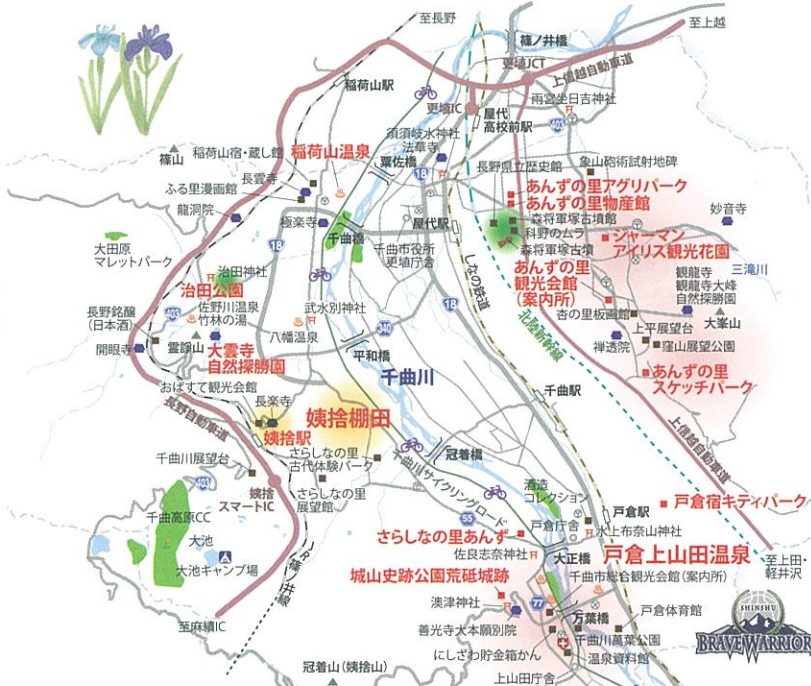 至長野
至上越
篠ノ井橋
更埴JCT
上信越自動車道
稲荷山駅
更埴IC
屋代
高校前駅
雨宮坐日吉神社
403
須須岐水神社
法華寺
篠山
稲荷山宿・蔵し館
稲荷山温泉
粟佐橋
18
長野県立歴史館
象山砲術試射地碑
長雲寺
ふる里漫画館
あんずの里アグリパーク
あんずの里物産館
龍洞院
極楽寺
屋代駅
森将軍塚古墳館
科野のムラ
森将軍塚古墳
妙音寺
千曲橋
ジャーマン
アイリス観光花園
大田原
マレットパーク
18
千曲市役所
更埴庁舎
しなの鉄道
あんずの里
観光会館
(案内所)
観龍寺
観龍寺大峰
自然探勝園
三滝川
治田神社
治田公園
長野銘醸
(日本酒)
403
佐野川温泉
竹林の湯
武水別神社
18
北陸新幹線
杏の里板画館
上平展望台
大峯山
開眼寺
霊諍山
大雲寺
自然探勝園
八幡温泉
340
平和橋
禅透院
窪山展望公園
おばすて観光会館
千曲川
千曲駅
あんずの里
スケッチパーク
長野自動車道
長楽寺
姨捨駅
姨捨棚田
上信越自動車道
さらしなの里
古代体験パーク
冠着橋
千曲川展望台
403
姨捨
スマートIC
さらしなの里
展望館
千曲川サイクリングロード
酒造
コレクション
戸倉駅
戸倉宿キティパーク
千曲高原CC
55
戸倉庁舎
水上布奈山神社
大池
さらしなの里あんず
佐良志奈神社
大正橋
戸倉上山田温泉
至上田・
軽井沢
大池キャンプ場
JR篠ノ井線
城山史跡公園荒砥城跡
千曲市総合観光会館(案内所)
澳津神社
77
万葉橋
戸倉体育館
至麻績IC
善光寺大本願別院
千曲川萬葉公園
にしざわ貯金箱かん
温泉資料館
冠着山(姨捨山)
上山田庁舎
SHINSHU
BRAVE WARRIOR